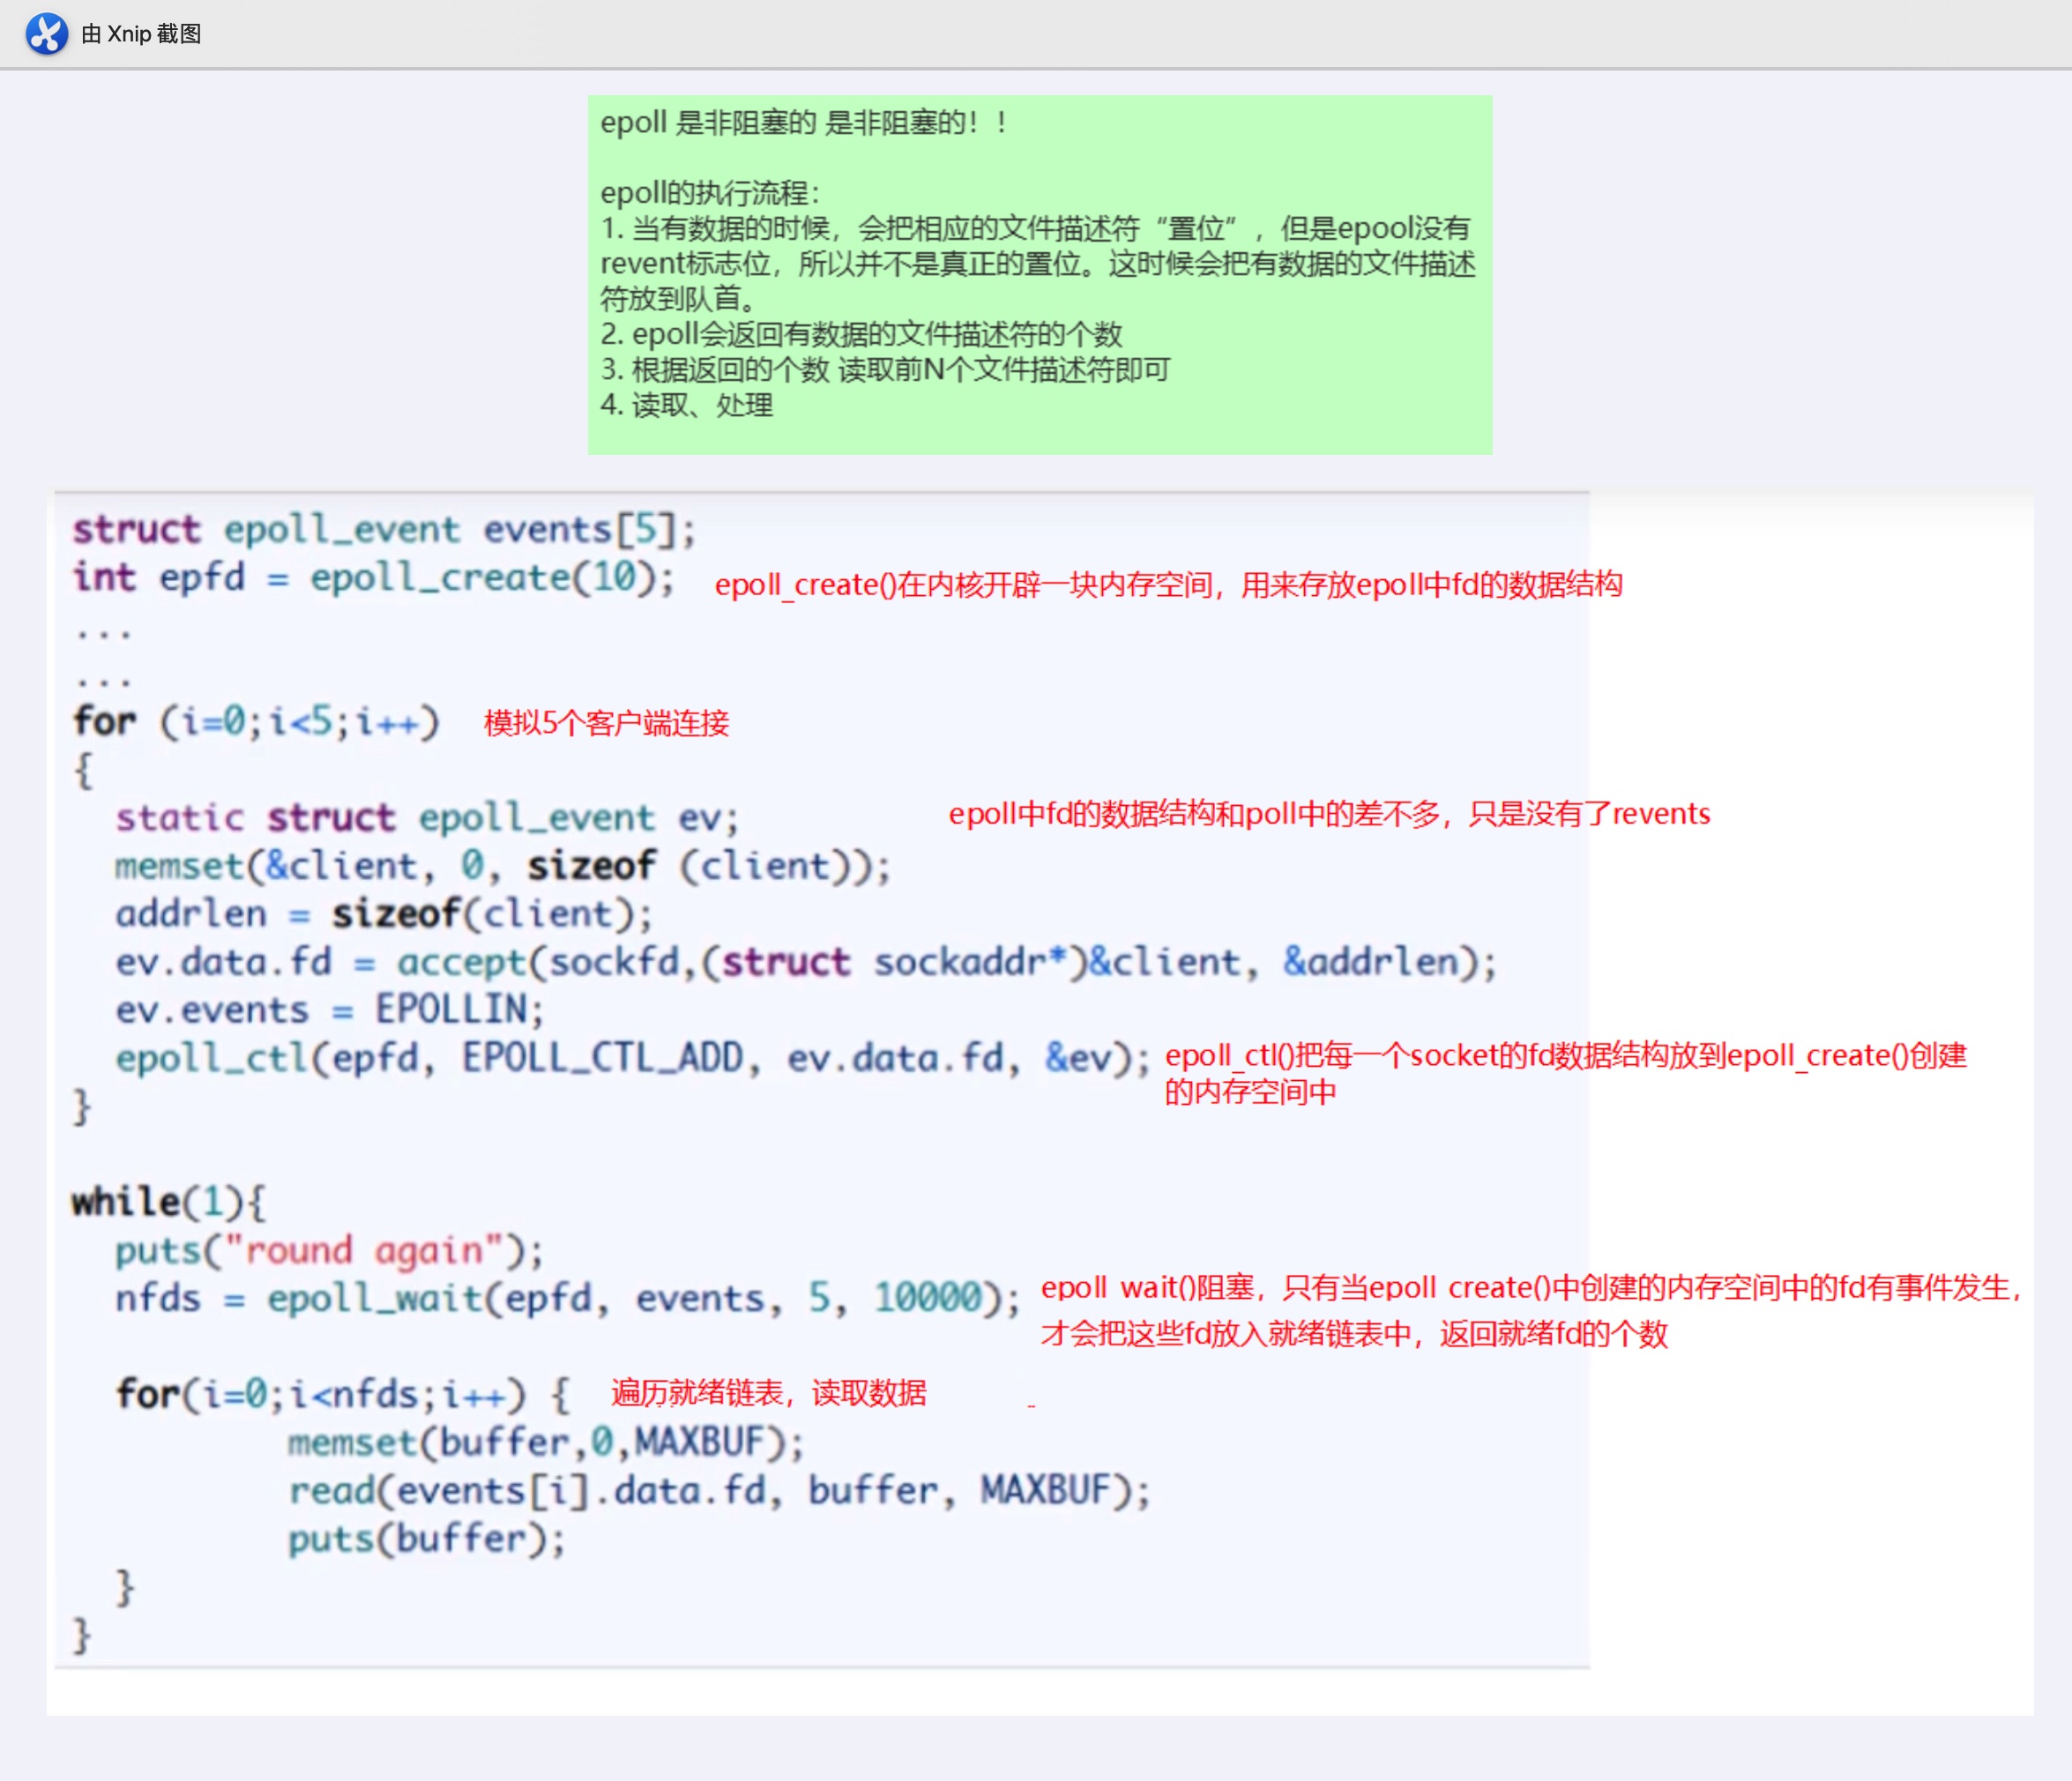 由 Xnip 截图
epoll 是非阻塞的 是非阻塞的！！
epoll的执行流程：
1. 当有数据的时候，会把相应的文件描述符“置位”，但是epool没有
revent标志位，所以并不是真正的置位。这时候会把有数据的文件描述
符放到队首。
2. epoll会返回有数据的文件描述符的个数
3. 根据返回的个数 读取前N个文件描述符即可
4. 读取、处理
struct epoll_event events[5];
int epfd = epoll_create(10); epoll_create()在内核开辟一块内存空间，用来存放epoll中fd的数据结构
...
...
for (i=0;i<5;i++) 模拟5个客户端连接
{
static struct epoll_event ev; epoll中fd的数据结构和poll中的差不多，只是没有了revents
memset(&client, 0, sizeof (client));
addrlen = sizeof(client);
ev.data.fd = accept(sockfd,(struct sockaddr*)&client, &addrlen);
ev.events = EPOLLIN;
epoll_ctl(epfd, EPOLL_CTL_ADD, ev.data.fd, &ev); epoll_ctl()把每一个socket的fd数据结构放到epoll_create()创建
的内存空间中
}
while(1){
puts("round again");
nfds = epoll_wait(epfd, events, 5, 10000); epoll wait()阻塞，只有当epoll create()中创建的内存空间中的fd有事件发生，
才会把这些fd放入就绪链表中，返回就绪fd的个数
for(i=0;i<nfds;i++) { 遍历就绪链表，读取数据
memset(buffer,0,MAXBUF);
read(events[i].data.fd, buffer, MAXBUF);
puts(buffer);
}
}